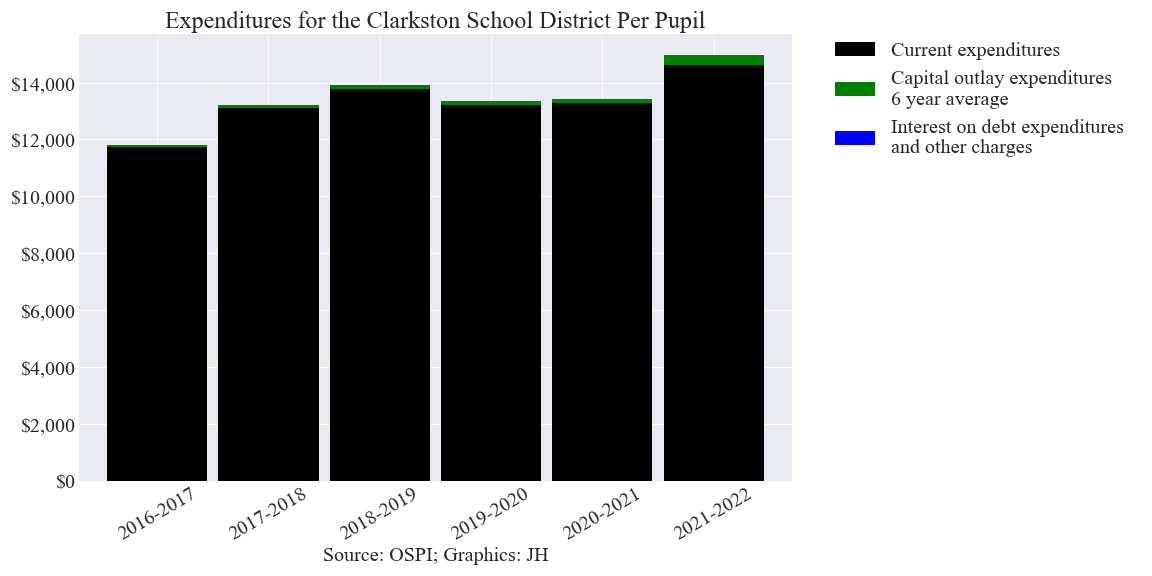 Expenditures for the Clarkston School District Per Pupil
Current expenditures
Capital outlay expenditures
6 year average
Interest on debt expenditures
and other charges
$14,000
$12,000
$10,000
$8,000
$6,000
$4,000
$2,000
$0
2016-2017
2017-2018
2018-2019
2019-2020
2020-2021
2021-2022
Source: OSPI; Graphics: JH